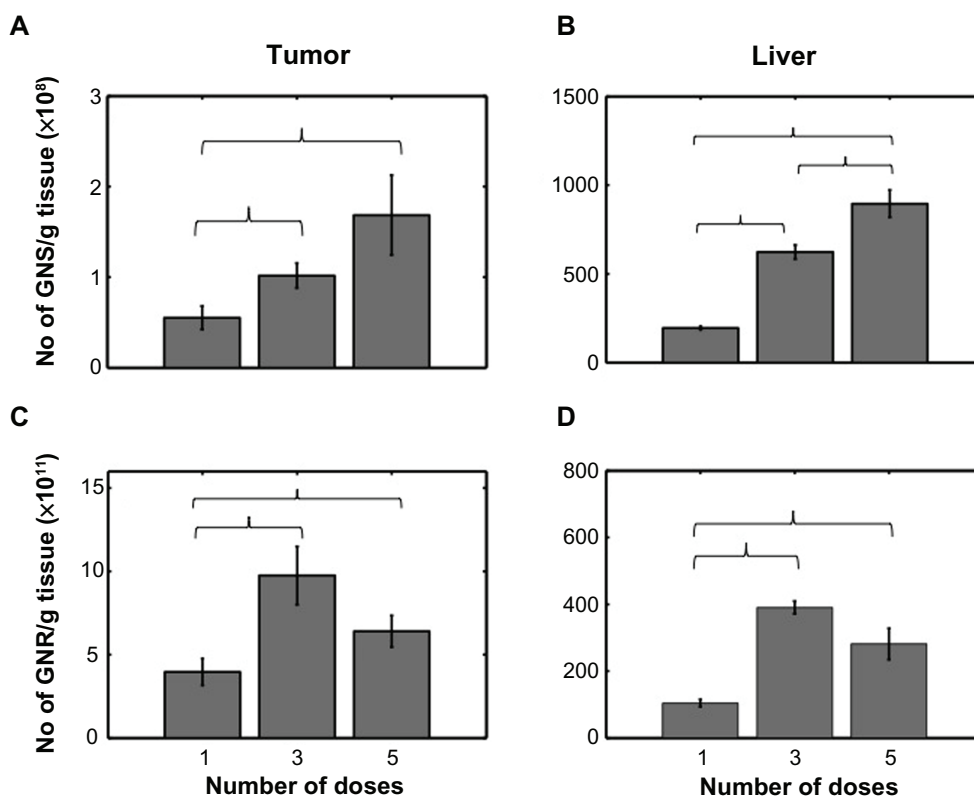 A
Tumor
No of GNS/g tissue (×10⁸)
3
2
1
0
B
Liver
1500
1000
500
0
C
No of GNR/g tissue (×10¹¹)
15
10
5
0
1 3 5
Number of doses
D
800
600
400
200
0
1 3 5
Number of doses